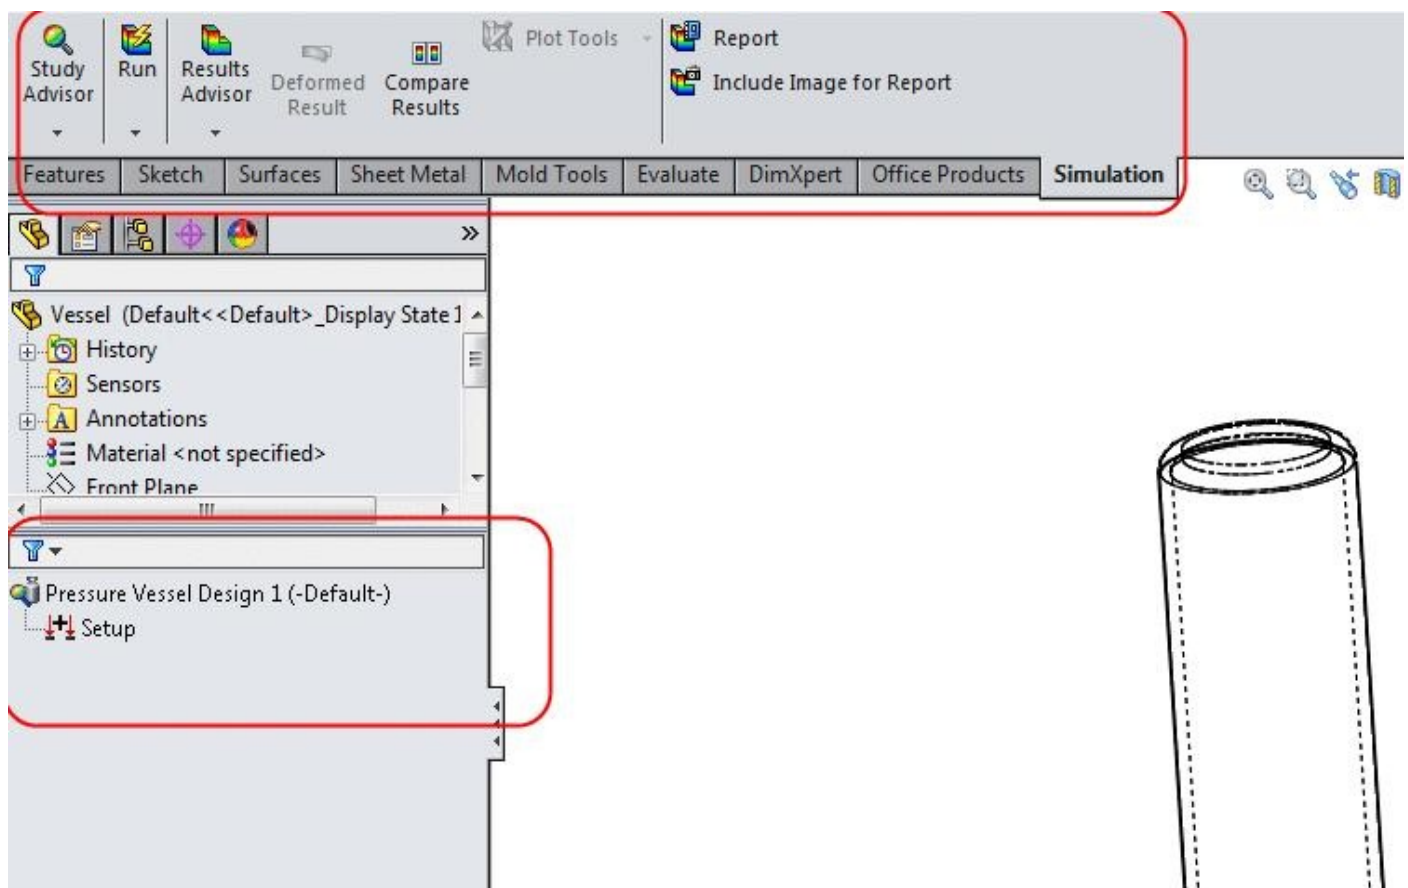 Study
Advisor
Run
Results
Advisor
Deformed
Result
Compare
Results
Plot Tools
Report
Include Image for Report
Features
Sketch
Surfaces
Sheet Metal
Mold Tools
Evaluate
DimXpert
Office Products
Simulation
»
Vessel (Default<<Default>_Display State 1
History
Sensors
A Annotations
Material <not specified>
Front Plane
Pressure Vessel Design 1 (-Default-)
Setup